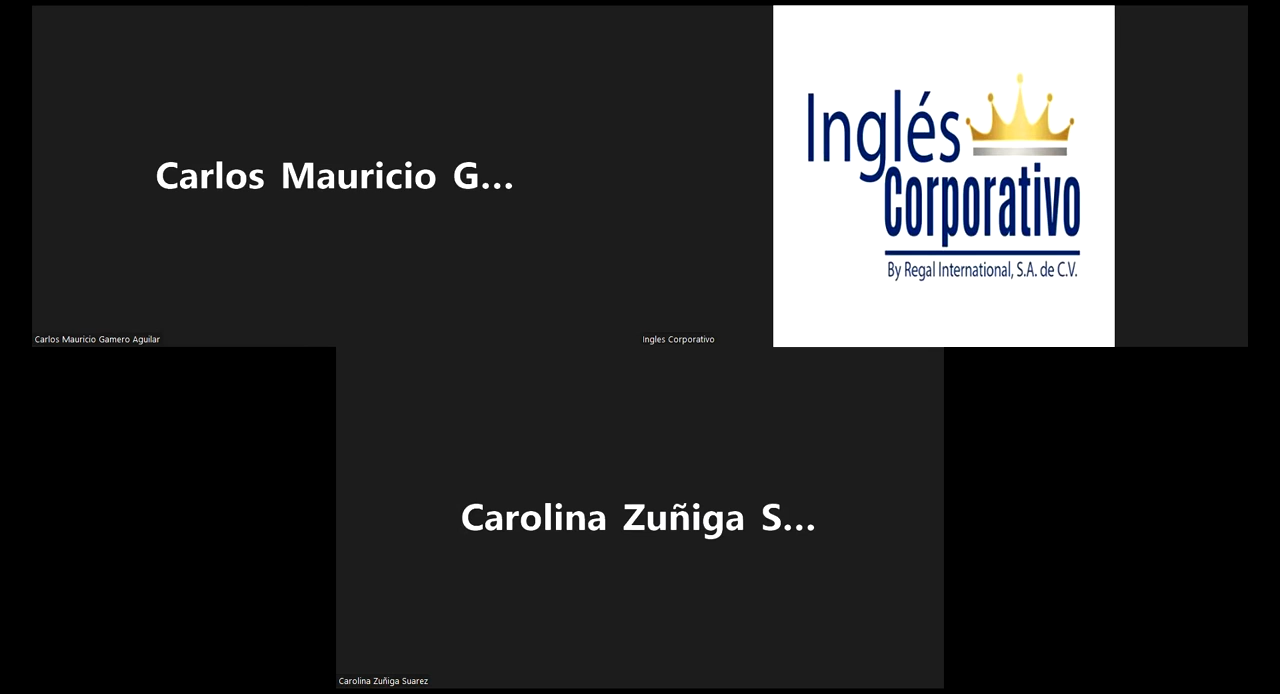 Carlos Mauricio G...
Carlos Mauricio Gamero Aguilar
Inglés
Corporativo
By Regal International, S.A. de C.V.
Ingles Corporativo
Carolina Zuñiga S...
Carolina Zuñiga Suarez